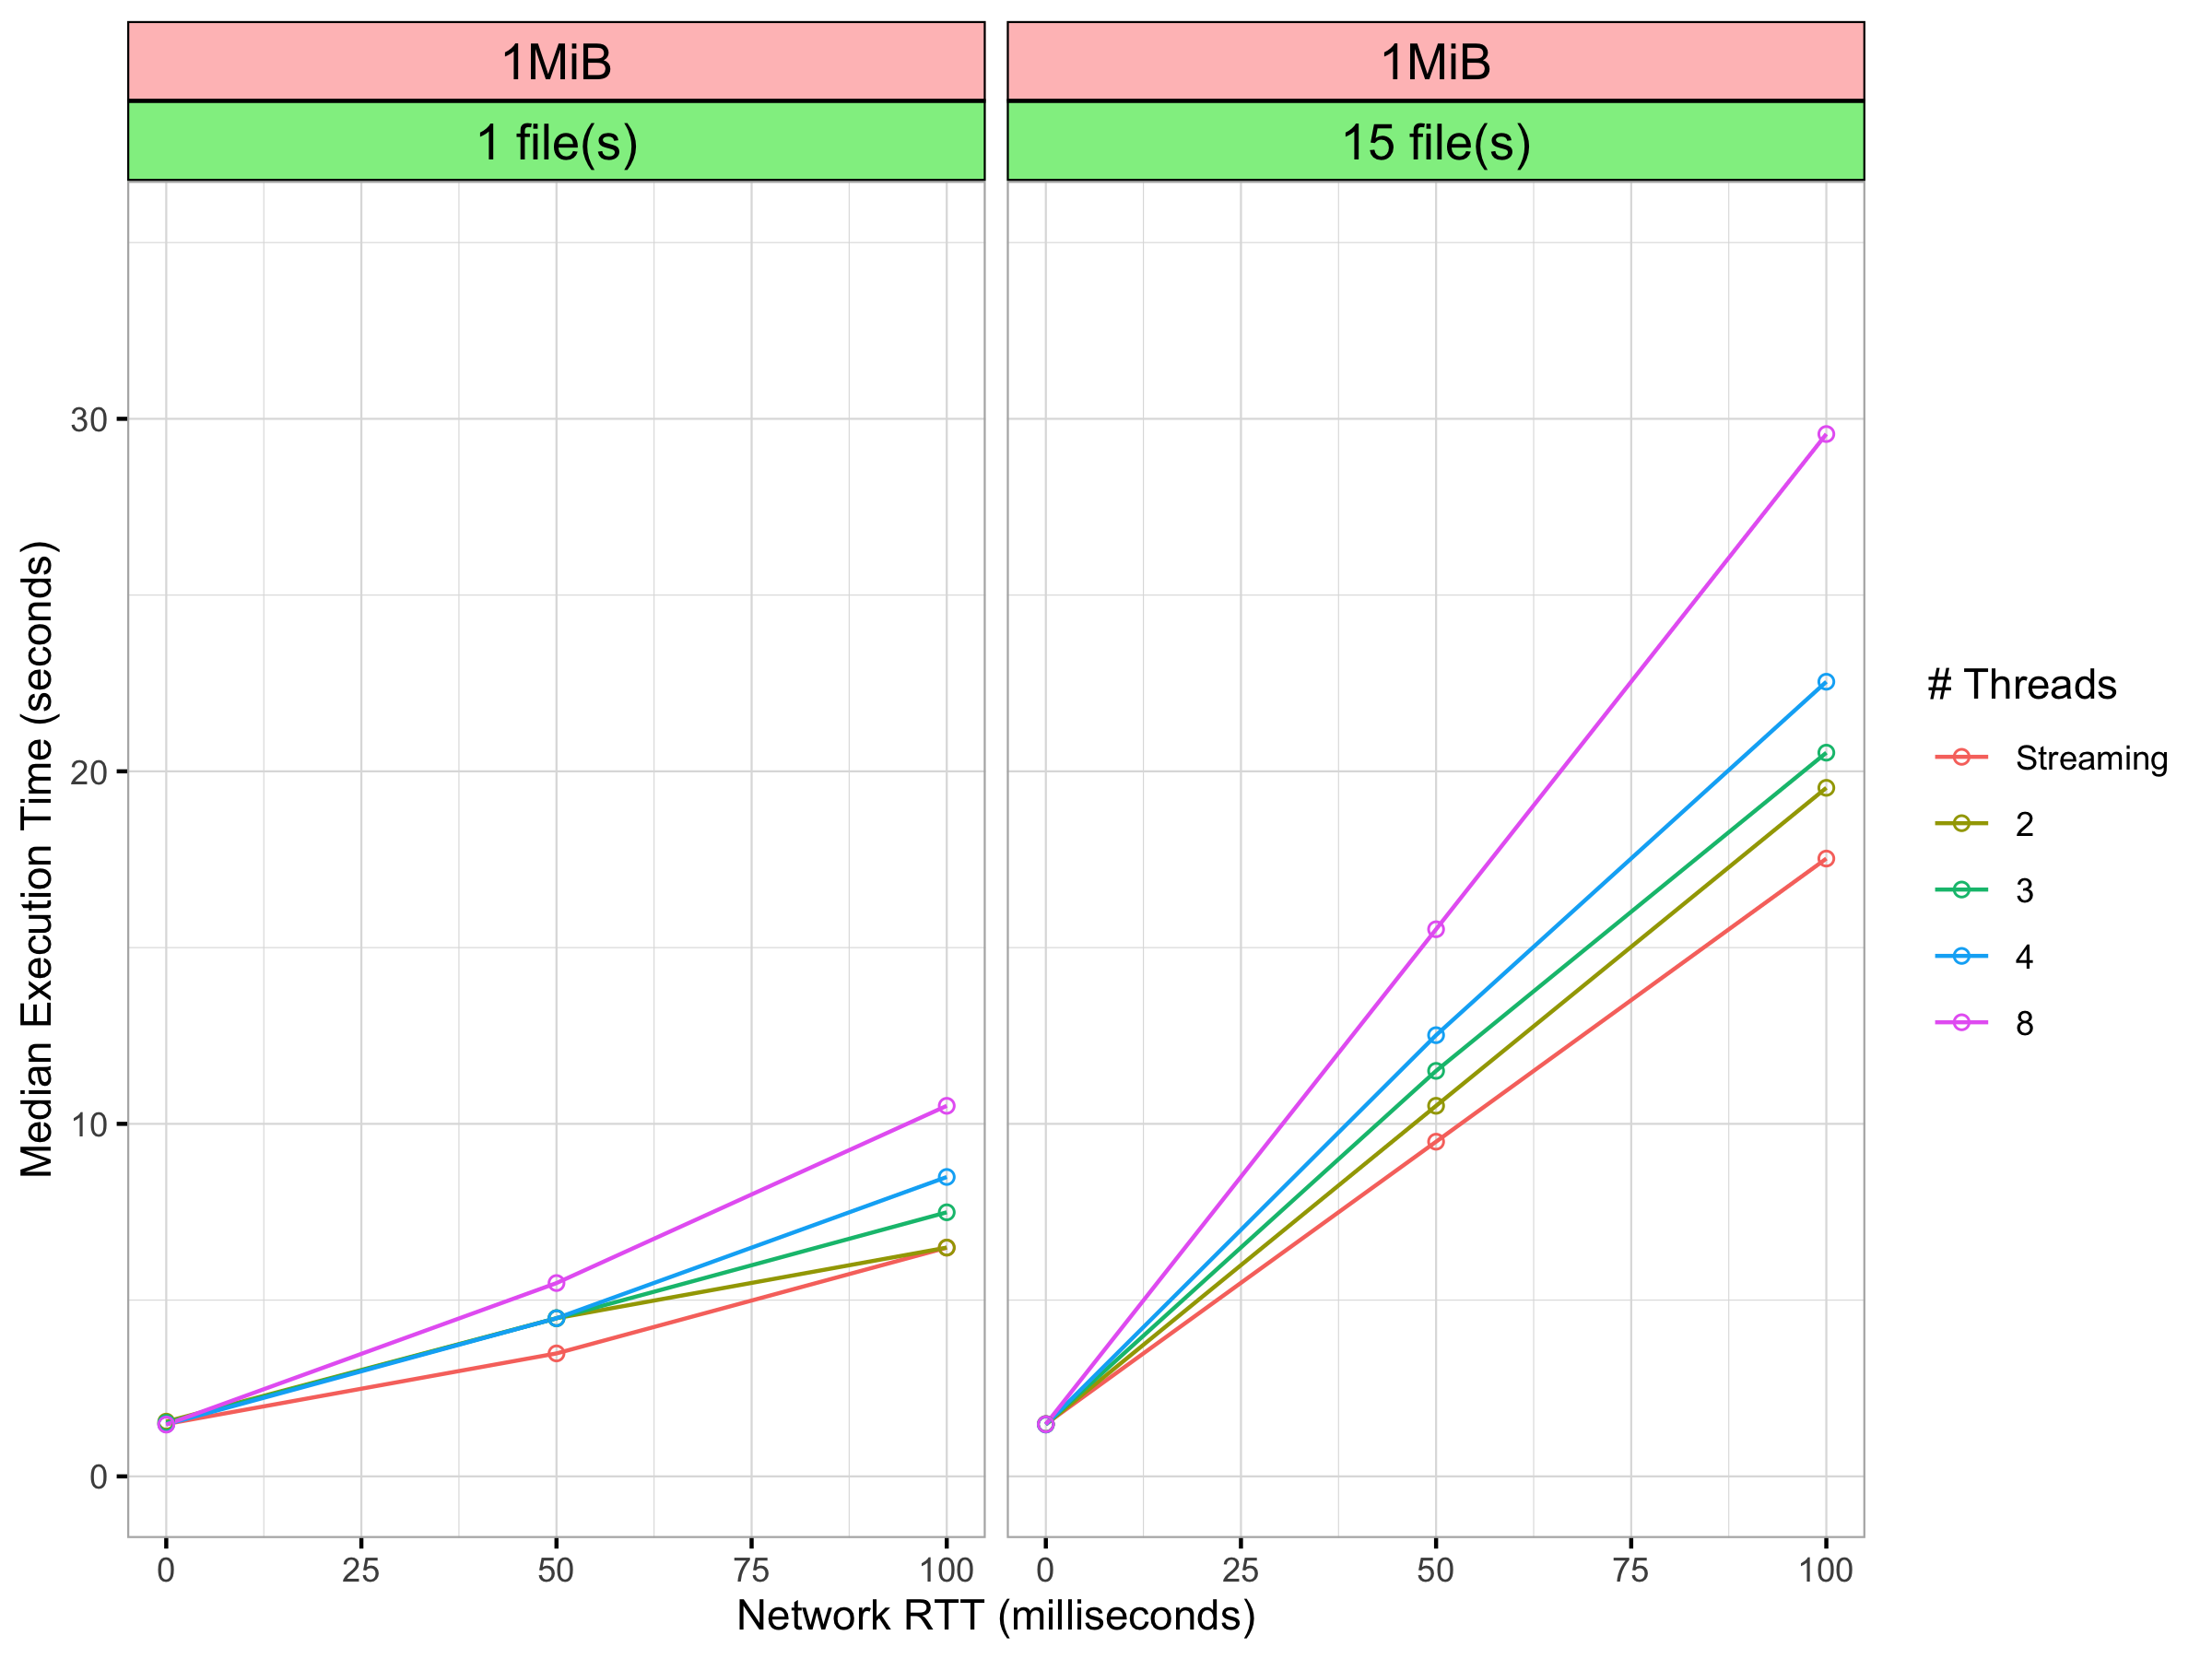 1MiB
1MiB
1 file(s)
15 file(s)
Median Execution Time (seconds)
30
20
10
0
0
25
50
75
100
0
25
50
75
100
Network RTT (milliseconds)
# Threads
Streaming
2
3
4
8